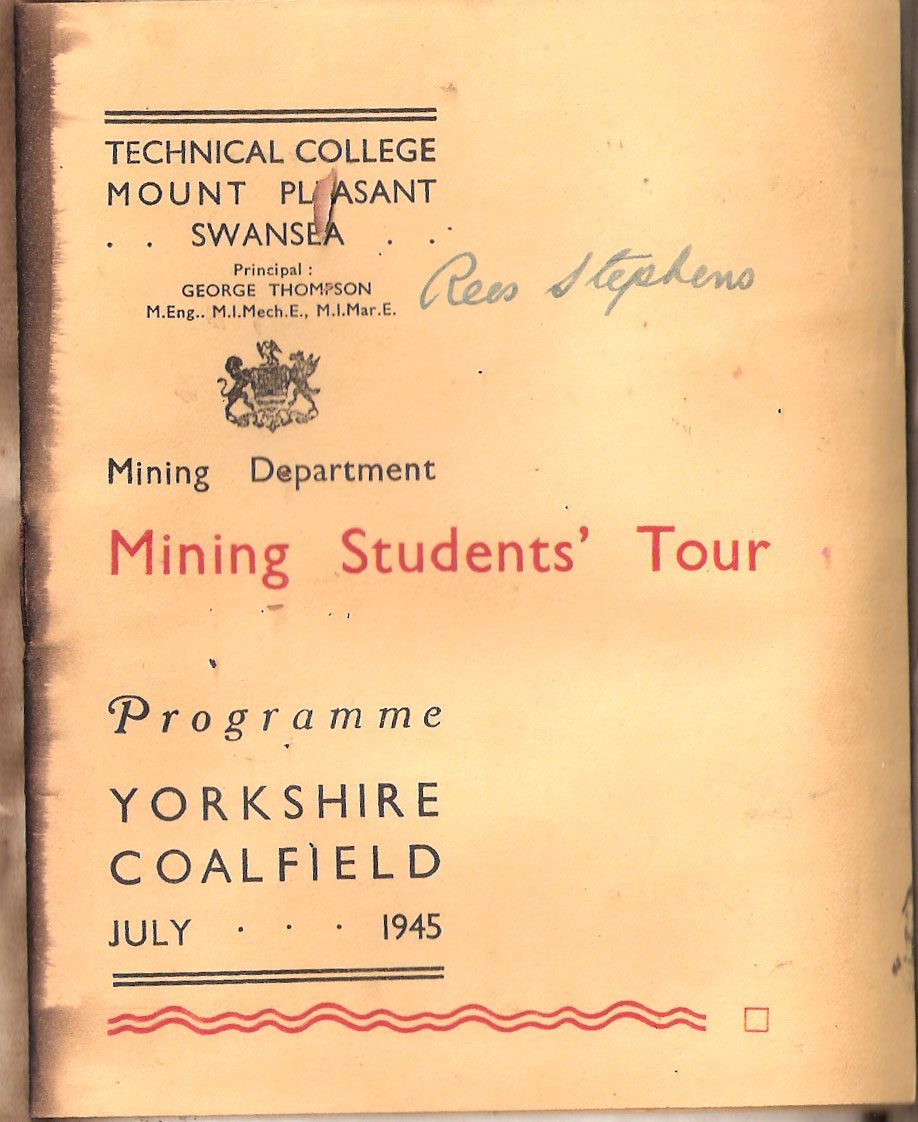 TECHNICAL COLLEGE
MOUNT PLEASANT
. . SWANSEA . .
Principal :
GEORGE THOMPSON
M.Eng.. M.I.Mech.E., M.I.Mar.E.
Rees Stephens
Mining Department
Mining Students' Tour
Programme
YORKSHIRE
COALFIELD
JULY . . . 1945